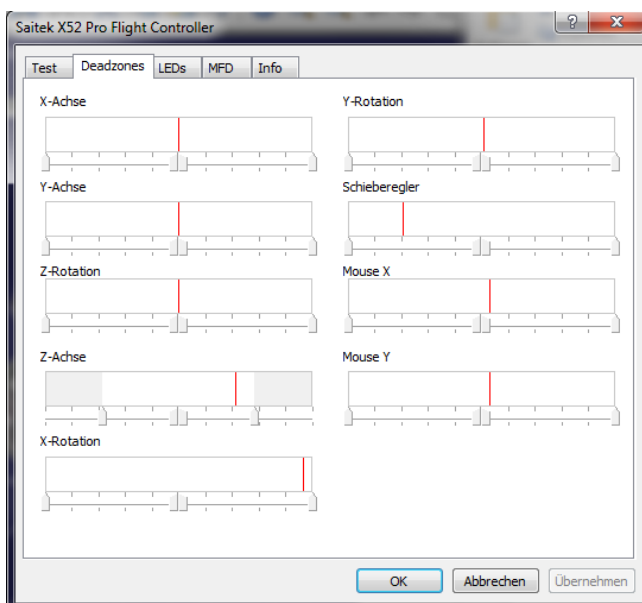 Saitek X52 Pro Flight Controller
Test Deadzones LEDs MFD Info
X-Achse
Y-Achse
Z-Rotation
Z-Achse
X-Rotation
Y-Rotation
Schieberegler
Mouse X
Mouse Y
OK Abbrechen Übernehmen